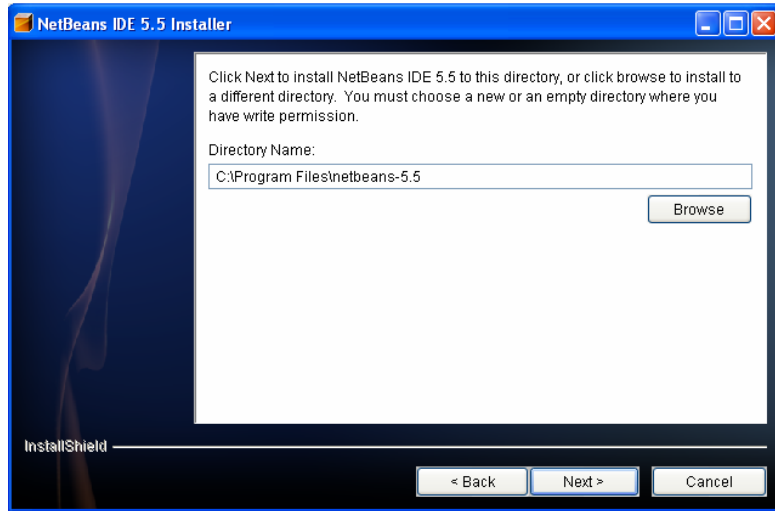 NetBeans IDE 5.5 Installer
Click Next to install NetBeans IDE 5.5 to this directory, or click browse to install to
a different directory.  You must choose a new or an empty directory where you
have write permission.
Directory Name:
C:\Program Files\netbeans-5.5
Browse
InstallShield
< Back
Next >
Cancel